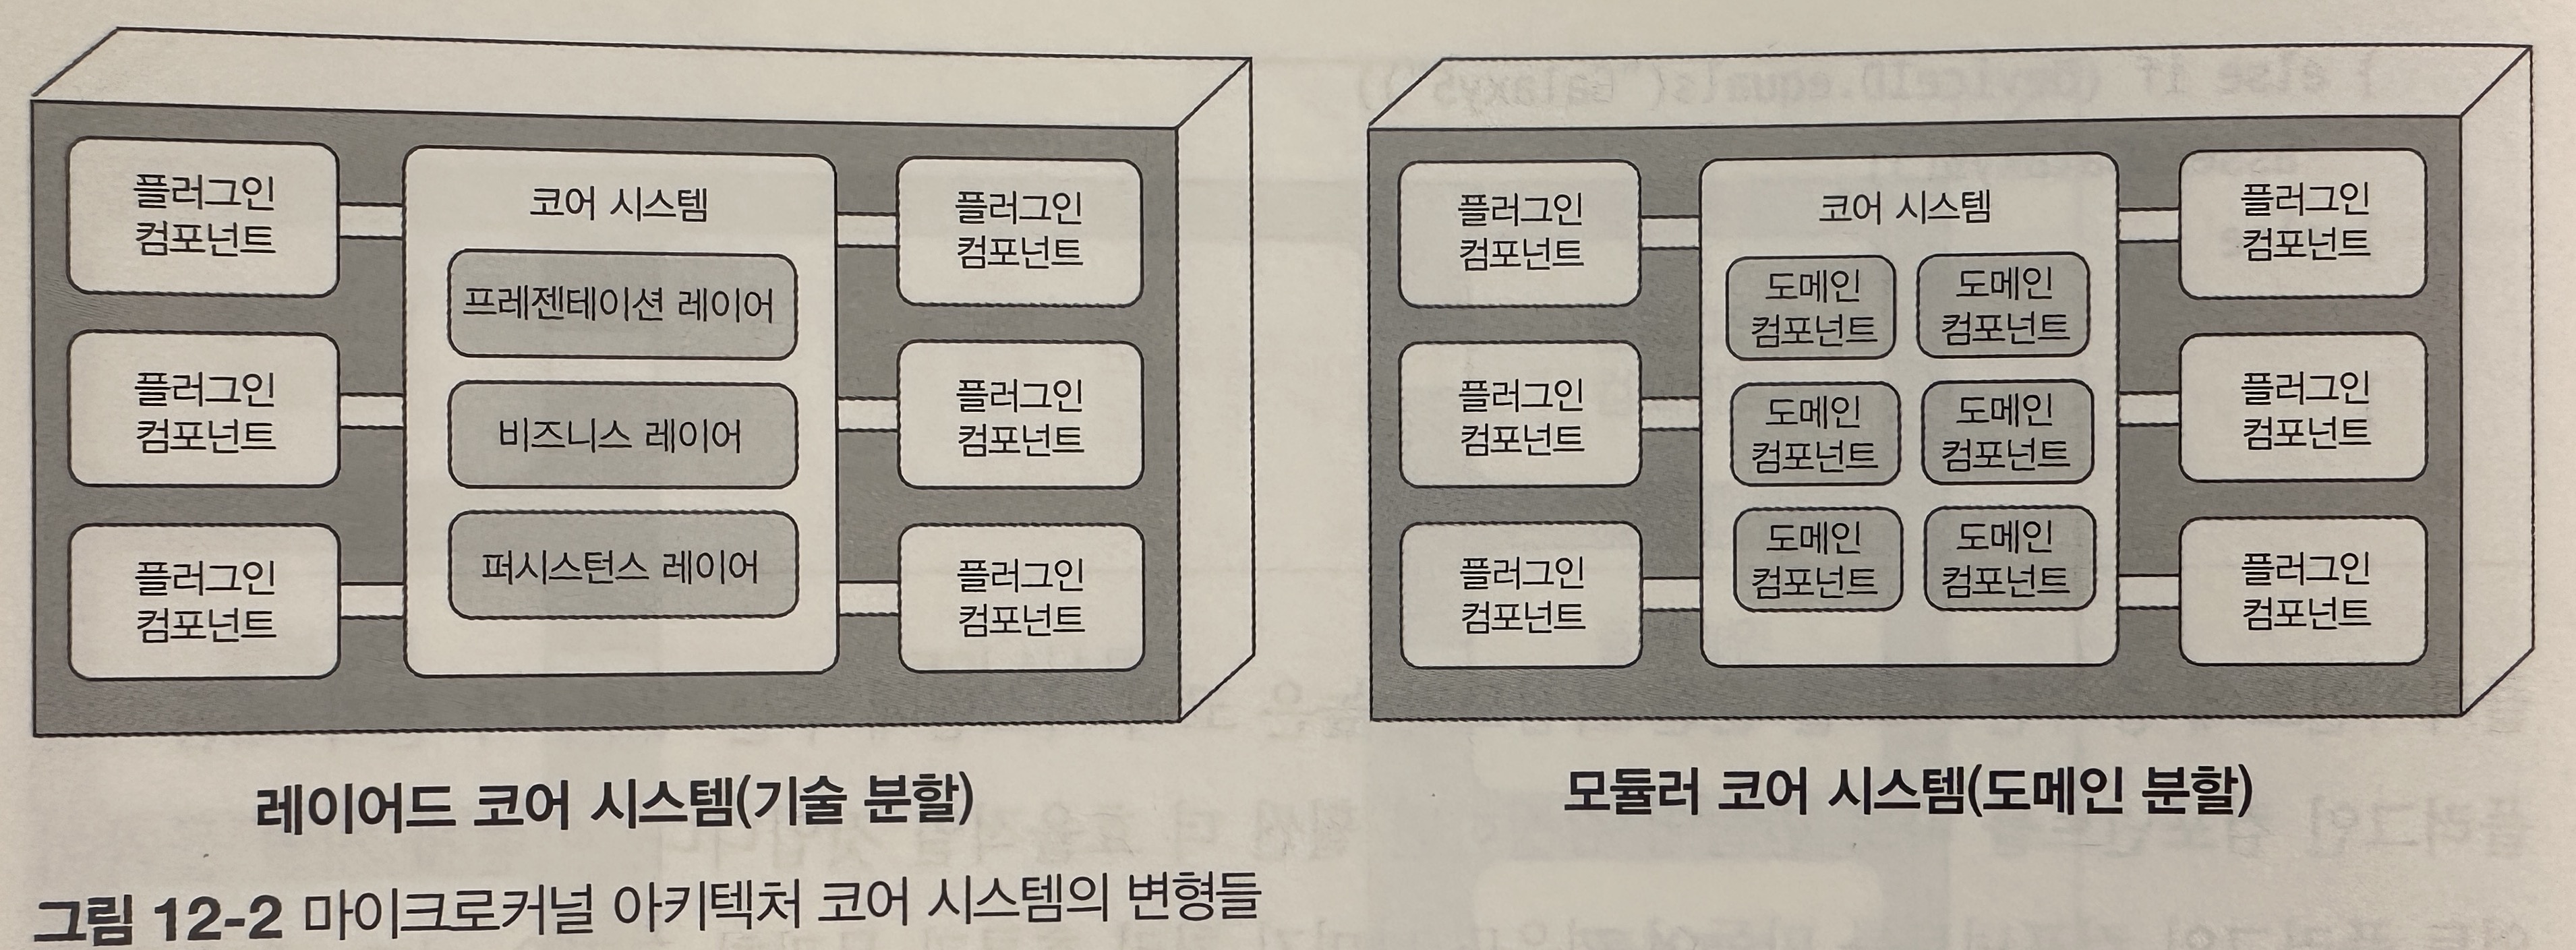 플러그인
컴포넌트
플러그인
컴포넌트
플러그인
컴포넌트
코어 시스템
프레젠테이션 레이어
비즈니스 레이어
퍼시스턴스 레이어
플러그인
컴포넌트
플러그인
컴포넌트
플러그인
컴포넌트
레이어드 코어 시스템(기술 분할)
플러그인
컴포넌트
플러그인
컴포넌트
플러그인
컴포넌트
코어 시스템
도메인
컴포넌트
도메인
컴포넌트
도메인
컴포넌트
도메인
컴포넌트
도메인
컴포넌트
도메인
컴포넌트
플러그인
컴포넌트
플러그인
컴포넌트
플러그인
컴포넌트
모듈러 코어 시스템(도메인 분할)
그림 12-2 마이크로커널 아키텍처 코어 시스템의 변형들